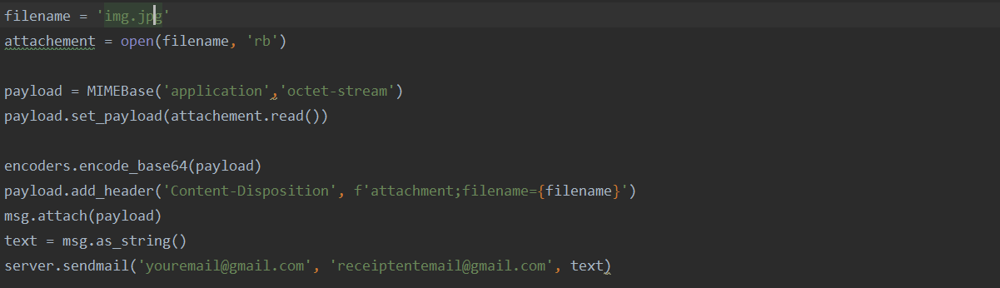 filename = 'img.jpg'
attachement = open(filename, 'rb')
payload = MIMEBase('application','octet-stream')
payload.set_payload(attachement.read())
encoders.encode_base64(payload)
payload.add_header('Content-Disposition', f'attachment;filename={filename}')
msg.attach(payload)
text = msg.as_string()
server.sendmail('youremail@gmail.com', 'receiptentemail@gmail.com', text)